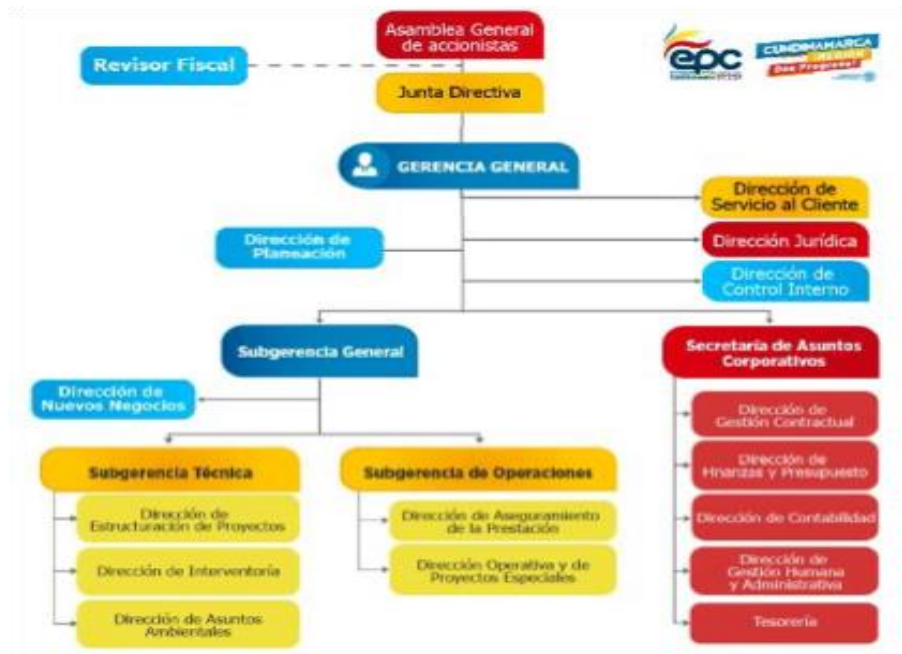 Asamblea General
de accionistas
Revisor Fiscal
Junta Directiva
epc
CUNDINAMARCA
REGIÓN
Que Progresa!
GERENCIA GENERAL
Dirección de
Servicio al Cliente
Dirección Jurídica
Dirección de
Planeación
Dirección de
Control Interno
Subgerencia General
Secretaría de Asuntos
Corporativos
Dirección de
Nuevos Negocios
Dirección de
Gestión Contractual
Subgerencia Técnica
Subgerencia de Operaciones
Dirección de
Finanzas y Presupuesto
Dirección de
Estructuración de Proyectos
Dirección de Aseguramiento
de la Prestación
Dirección de Contabilidad
Dirección de Interventoría
Dirección Operativa y de
Proyectos Especiales
Dirección de
Gestión Humana
y Administrativa
Dirección de Asuntos
Ambientales
Tesorería